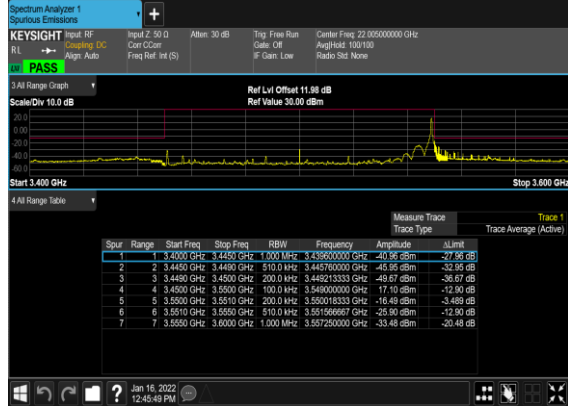 Spectrum Analyzer 1
Spurious Emissions
KEYSIGHT Input: RF Input Z: 50 Ω Atten: 30 dB Trig: Free Run Center Freq: 22.005000000 GHz
RL Coupling: DC Corr CCorr Gate: Off Avg|Hold: 100/100
Align: Auto Freq Ref: Int (S) IF Gain: Low Radio Std: None
PASS
3 All Range Graph
Ref Lvl Offset 11.98 dB
Scale/Div 10.0 dB Ref Value 30.00 dBm
20.0
0.00
-20.0
-40.0
-60.0
Start 3.400 GHz Stop 3.600 GHz
4 All Range Table
Measure Trace Trace 1
Trace Type Trace Average (Active)
Spur Range Start Freq Stop Freq RBW Frequency Amplitude ΔLimit
1 1 3.4000 GHz 3.4450 GHz 1.000 MHz 3.439600000 GHz -40.96 dBm -27.96 dB
2 2 3.4450 GHz 3.4490 GHz 510.0 kHz 3.445760000 GHz -45.95 dBm -32.95 dB
3 3 3.4490 GHz 3.4500 GHz 200.0 kHz 3.449213333 GHz -49.67 dBm -36.67 dB
4 4 3.4500 GHz 3.5500 GHz 100.0 kHz 3.549000000 GHz 17.10 dBm -12.90 dB
5 5 3.5500 GHz 3.5510 GHz 200.0 kHz 3.550018333 GHz -16.49 dBm -3.489 dB
6 6 3.5510 GHz 3.5550 GHz 510.0 kHz 3.551566667 GHz -25.90 dBm -12.90 dB
7 7 3.5550 GHz 3.6000 GHz 1.000 MHz 3.557250000 GHz -33.48 dBm -20.48 dB
? Jan 16, 2022
12:45:49 PM